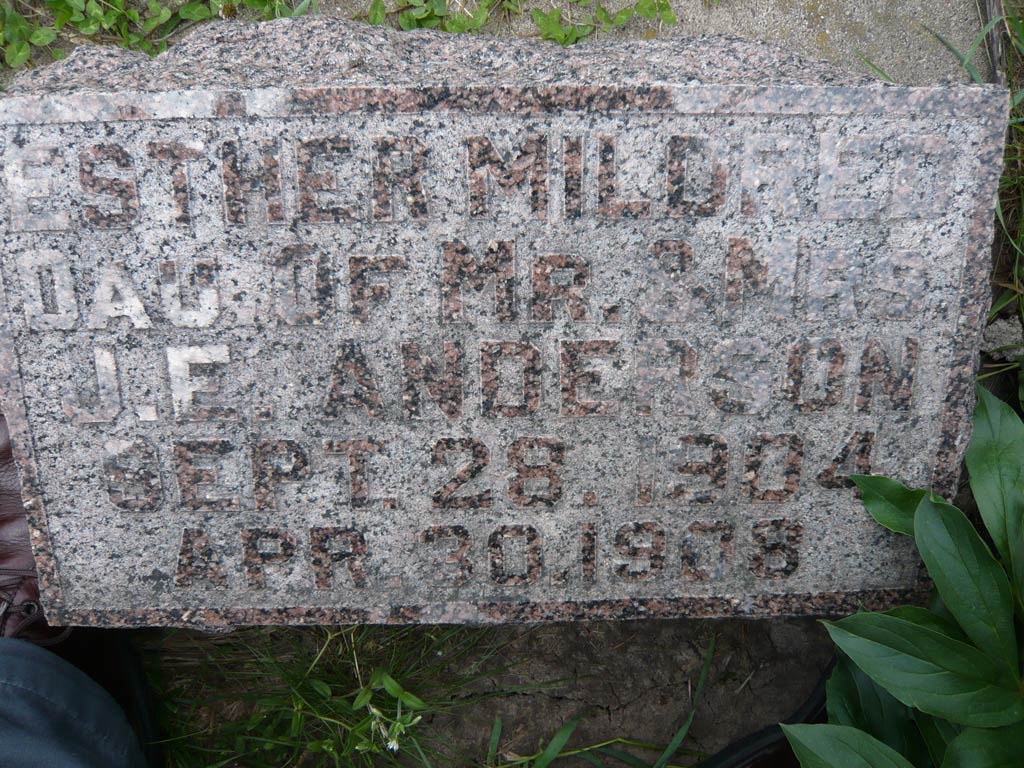 ESTHER MILDRED
DAU. OF MR. & MRS
J.E. ANDERSON
SEPT. 28. 1904
APR. 30. 1908